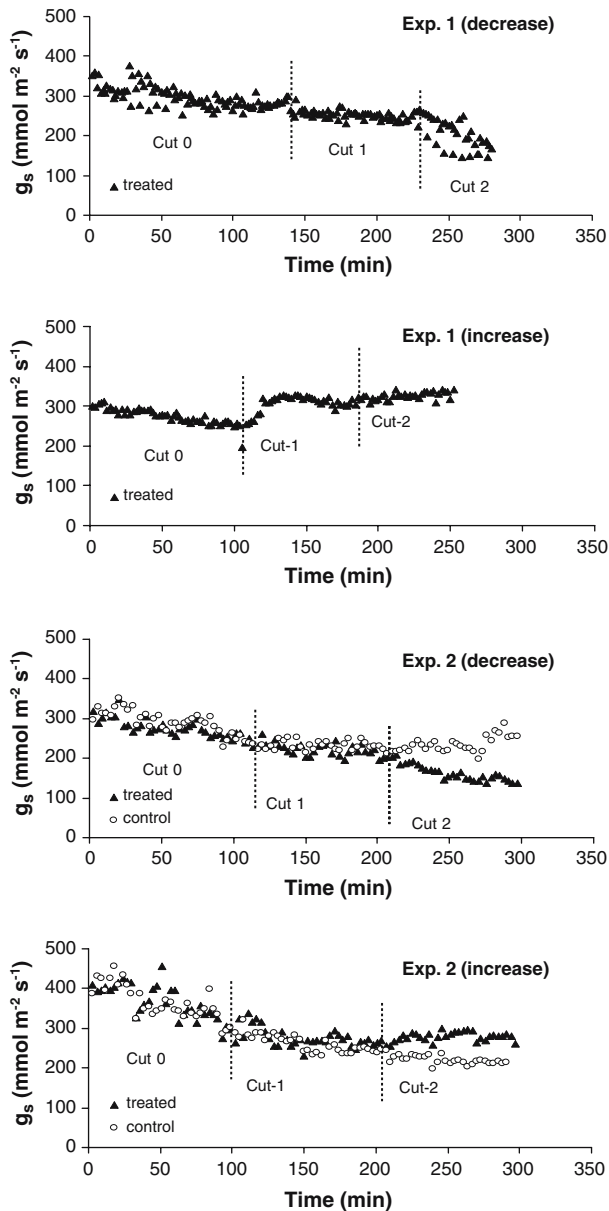 Exp. 1 (decrease)
gs (mmol m-2 s-1)
500
400
300
200
100
0
Cut 0
Cut 1
Cut 2
treated
0 50 100 150 200 250 300 350
Time (min)
Exp. 1 (increase)
gs (mmol m-2 s-1)
500
400
300
200
100
0
Cut 0
Cut-1
Cut-2
treated
0 50 100 150 200 250 300 350
Time (min)
Exp. 2 (decrease)
gs (mmol m-2 s-1)
500
400
300
200
100
0
Cut 0
Cut 1
Cut 2
treated
control
0 50 100 150 200 250 300 350
Time (min)
Exp. 2 (increase)
gs (mmol m-2 s-1)
500
400
300
200
100
0
Cut 0
Cut-1
Cut-2
treated
control
0 50 100 150 200 250 300 350
Time (min)